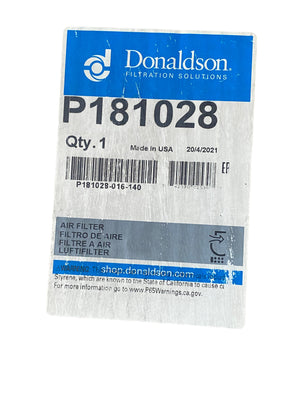 Donaldson
FILTRATION SOLUTIONS
P181028
Qty.1 Made in USA 20/4/2021
EF
P181028-016-140
AIR FILTER
FILTRO DE AIRE
FILTRE A AIR
LUFTFILTER
WARNING:
shop.donaldson.com
Styrene, which are known to the State of California to cause
For more information go to www.P65Warnings.ca.gov.